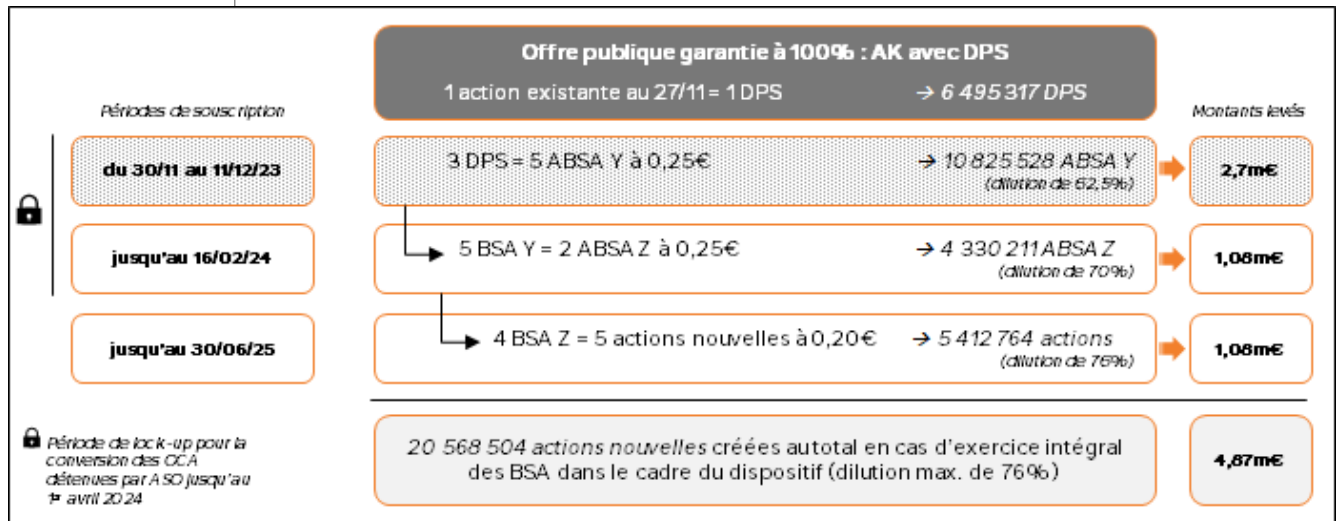 Offre publique garantie à 100% : AK avec DPS
1 action existante au 27/11 = 1 DPS → 6 495 317 DPS
Périodes de souscription
Montants levés
du 30/11 au 11/12/23
3 DPS = 5 ABSA Y à 0,25€ → 10 825 528 ABSA Y
(dilution de 62,5%)
2,7m€
jusqu'au 16/02/24
5 BSA Y = 2 ABSA Z à 0,25€ → 4 330 211 ABSA Z
(dilution de 70%)
1,08m€
jusqu'au 30/06/25
4 BSA Z = 5 actions nouvelles à 0,20€ → 5 412 764 actions
(dilution de 76%)
1,08m€
Période de lock-up pour la
conversion des OCA
détenues par ASO jusqu'au
1er avril 2024
20 568 504 actions nouvelles créées autotal en cas d'exercice intégral
des BSA dans le cadre du dispositif (dilution max. de 76%)
4,87m€